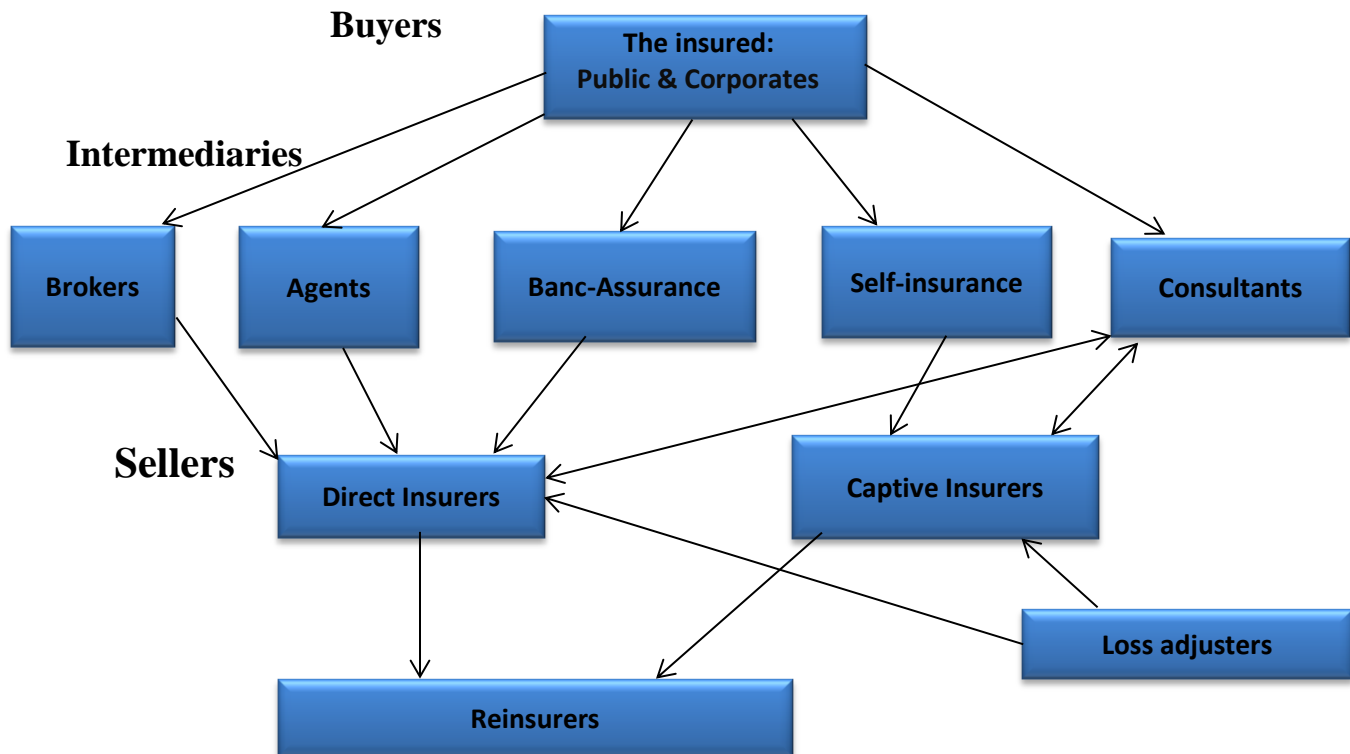 Buyers
The insured:
Public & Corporates
Intermediaries
Brokers
Agents
Banc-Assurance
Self-insurance
Consultants
Sellers
Direct Insurers
Captive Insurers
Loss adjusters
Reinsurers